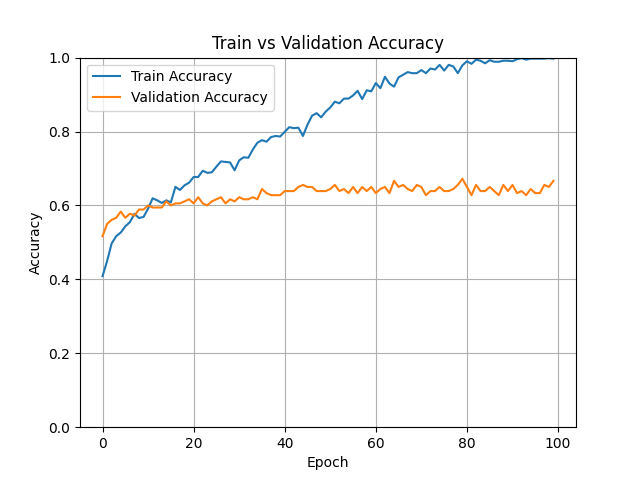 Train vs Validation Accuracy
1.0
0.8
0.6
0.4
0.2
0.0
Accuracy
Train Accuracy
Validation Accuracy
0 20 40 60 80 100
Epoch